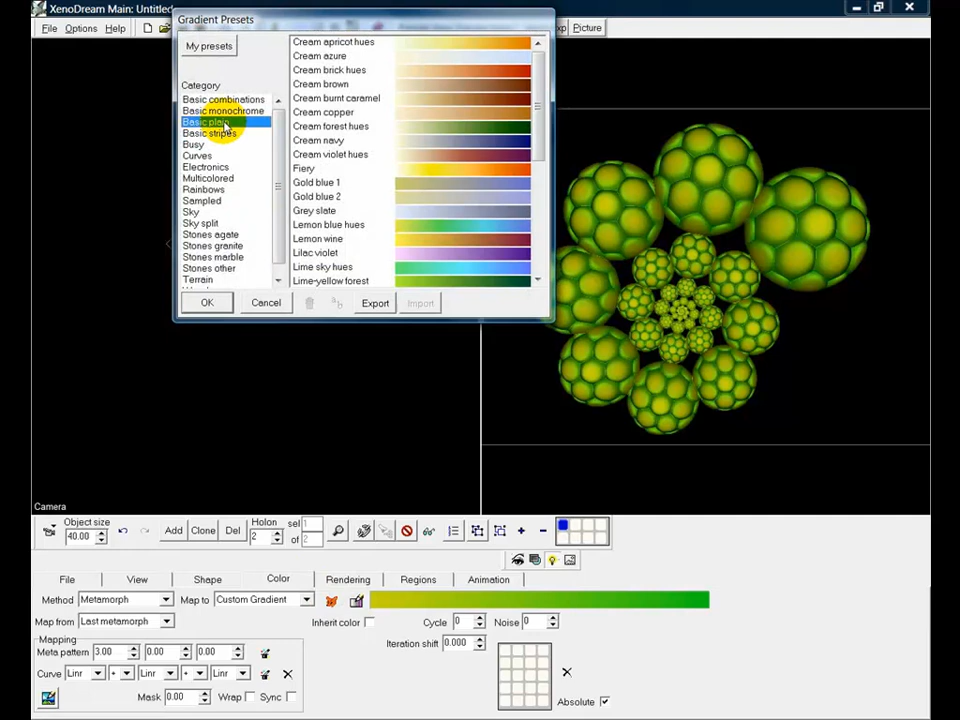 XenoDream Main: Untitled
Gradient Presets
File Options Help
Picture
My presets
Category
Basic combinations
Basic monochrome
Basic plain
Basic stripes
Busy
Curves
Electronics
Multicolored
Rainbows
Sampled
Sky
Sky split
Stones agate
Stones granite
Stones marble
Stones other
Terrain
Cream apricot hues
Cream azure
Cream brick hues
Cream brown
Cream burnt caramel
Cream copper
Cream forest hues
Cream navy
Cream violet hues
Fiery
Gold blue 1
Gold blue 2
Grey slate
Lemon blue hues
Lemon wine
Lilac violet
Lime sky hues
Lime-yellow forest
OK Cancel Export Import
Camera
Object size
40.00
Add Clone Del
Holon
2
sel 1
of 2
File View Shape Color Rendering Regions Animation
Method Metamorph Map to Custom Gradient
Map from Last metamorph
Inherit color Cycle 0 Noise 0
Iteration shift 0.000
Mapping
Meta pattern 3.00 0.00 0.00
Curve Linr + Linr + Linr
Mask 0.00 Wrap Sync
Absolute